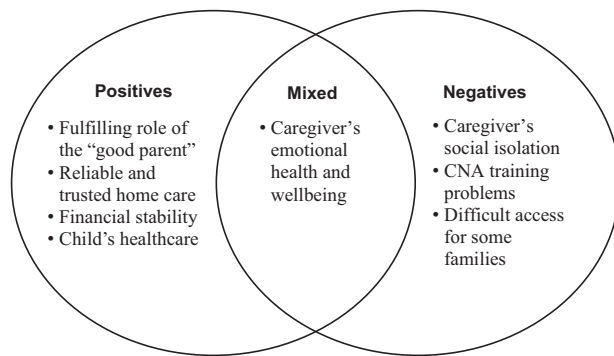 Positives
• Fulfilling role of
the “good parent”
• Reliable and
trusted home care
• Financial stability
• Child’s healthcare
Mixed
• Caregiver’s
emotional
health and
wellbeing
Negatives
• Caregiver’s
social isolation
• CNA training
problems
• Difficult access
for some
families